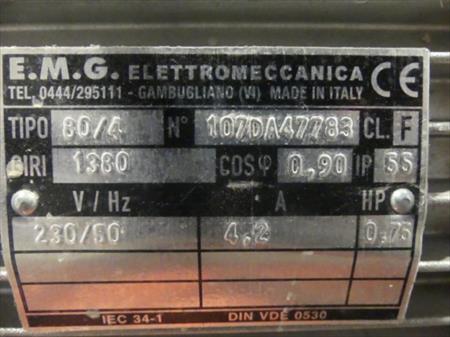 E.M.G. ELETTROMECCANICA CE
TEL. 0444/295111 - GAMBUGLIANO (VI) MADE IN ITALY
TIPO 80/4 N° 107DA47783 CL. F
GIRI 1380 COSφ 0,90 IP 55
V / Hz A HP
230/50 4,2 0,75
IEC 34-1 DIN VDE 0530